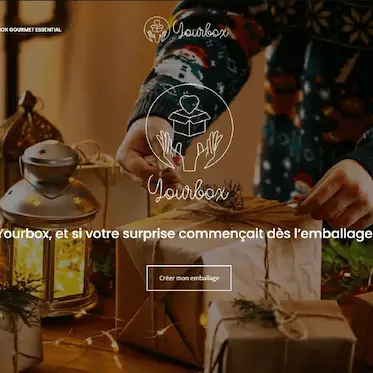 OX GOURMET ESSENTIAL
Yourbox
Yourbox
Yourbox, et si votre surprise commençait dès l'emballage
Créer mon emballage